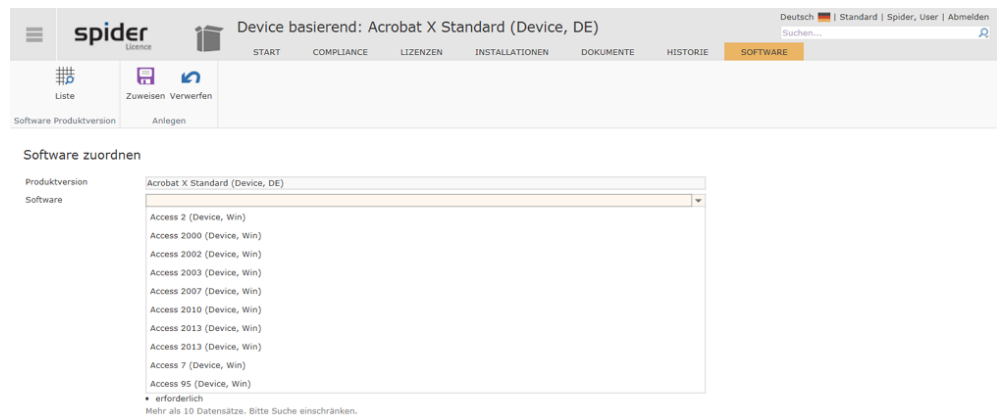 Deutsch | Standard | Spider, User | Abmelden
spider
Licence
Device basierend: Acrobat X Standard (Device, DE)
Suchen...
START COMPLIANCE LIZENZEN INSTALLATIONEN DOKUMENTE HISTORIE SOFTWARE
Liste Zuweisen Verwerfen
Software Produktversion Anlegen
Software zuordnen
Produktversion Acrobat X Standard (Device, DE)
Software
Access 2 (Device, Win)
Access 2000 (Device, Win)
Access 2002 (Device, Win)
Access 2003 (Device, Win)
Access 2007 (Device, Win)
Access 2010 (Device, Win)
Access 2013 (Device, Win)
Access 2013 (Device, Win)
Access 7 (Device, Win)
Access 95 (Device, Win)
• erforderlich
Mehr als 10 Datensätze. Bitte Suche einschränken.